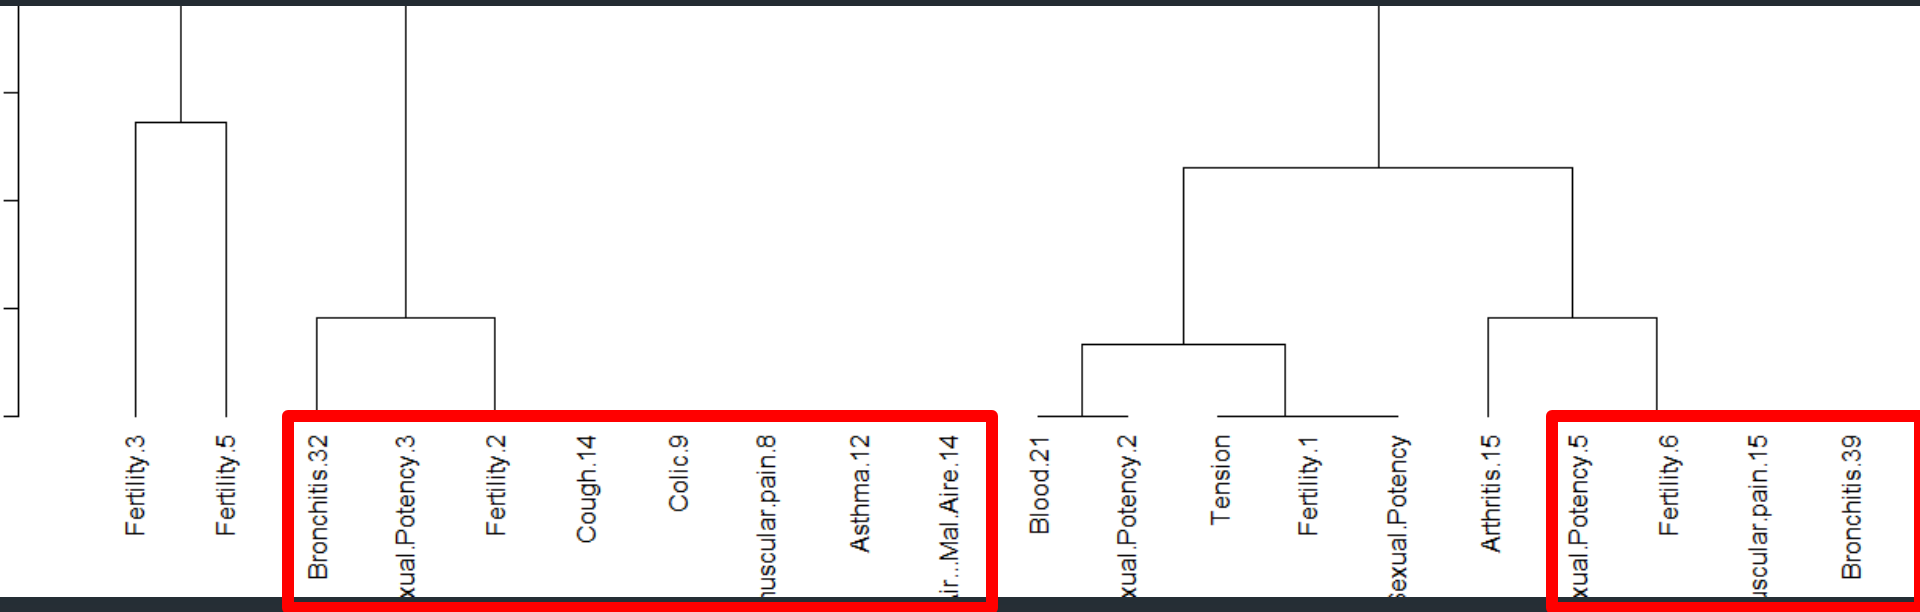 Fertility.3
Fertility.5
Bronchitis.32
xual.Potency.3
Fertility.2
Cough.14
Colic.9
uscular.pain.8
Asthma.12
ir...Mal.Aire.14
Blood.21
xual.Potency.2
Tension
Fertility.1
Sexual.Potency
Arthritis.15
xual.Potency.5
Fertility.6
uscular.pain.15
Bronchitis.39